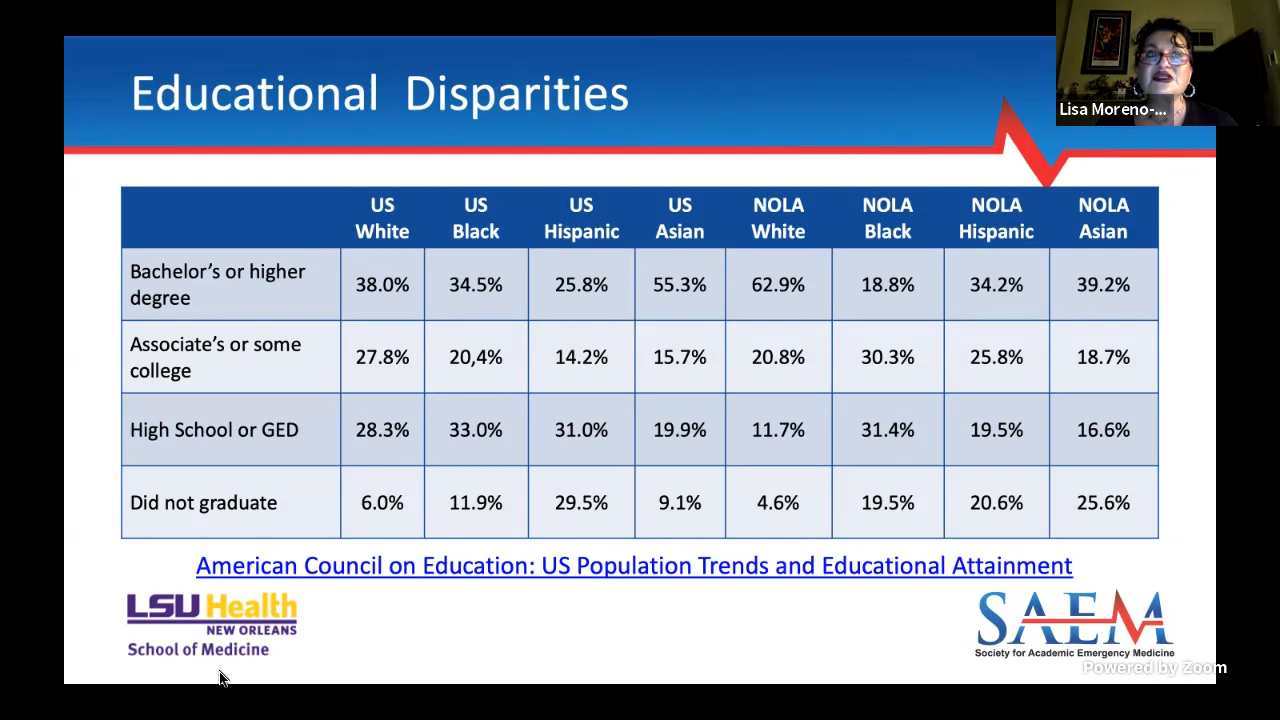 Educational Disparities
Lisa Moreno-...
US White US Black US Hispanic US Asian NOLA White NOLA Black NOLA Hispanic NOLA Asian
Bachelor's or higher degree 38.0% 34.5% 25.8% 55.3% 62.9% 18.8% 34.2% 39.2%
Associate's or some college 27.8% 20,4% 14.2% 15.7% 20.8% 30.3% 25.8% 18.7%
High School or GED 28.3% 33.0% 31.0% 19.9% 11.7% 31.4% 19.5% 16.6%
Did not graduate 6.0% 11.9% 29.5% 9.1% 4.6% 19.5% 20.6% 25.6%
American Council on Education: US Population Trends and Educational Attainment
LSU Health
NEW ORLEANS
School of Medicine
SAEM
Society for Academic Emergency Medicine
Powered by Zoom